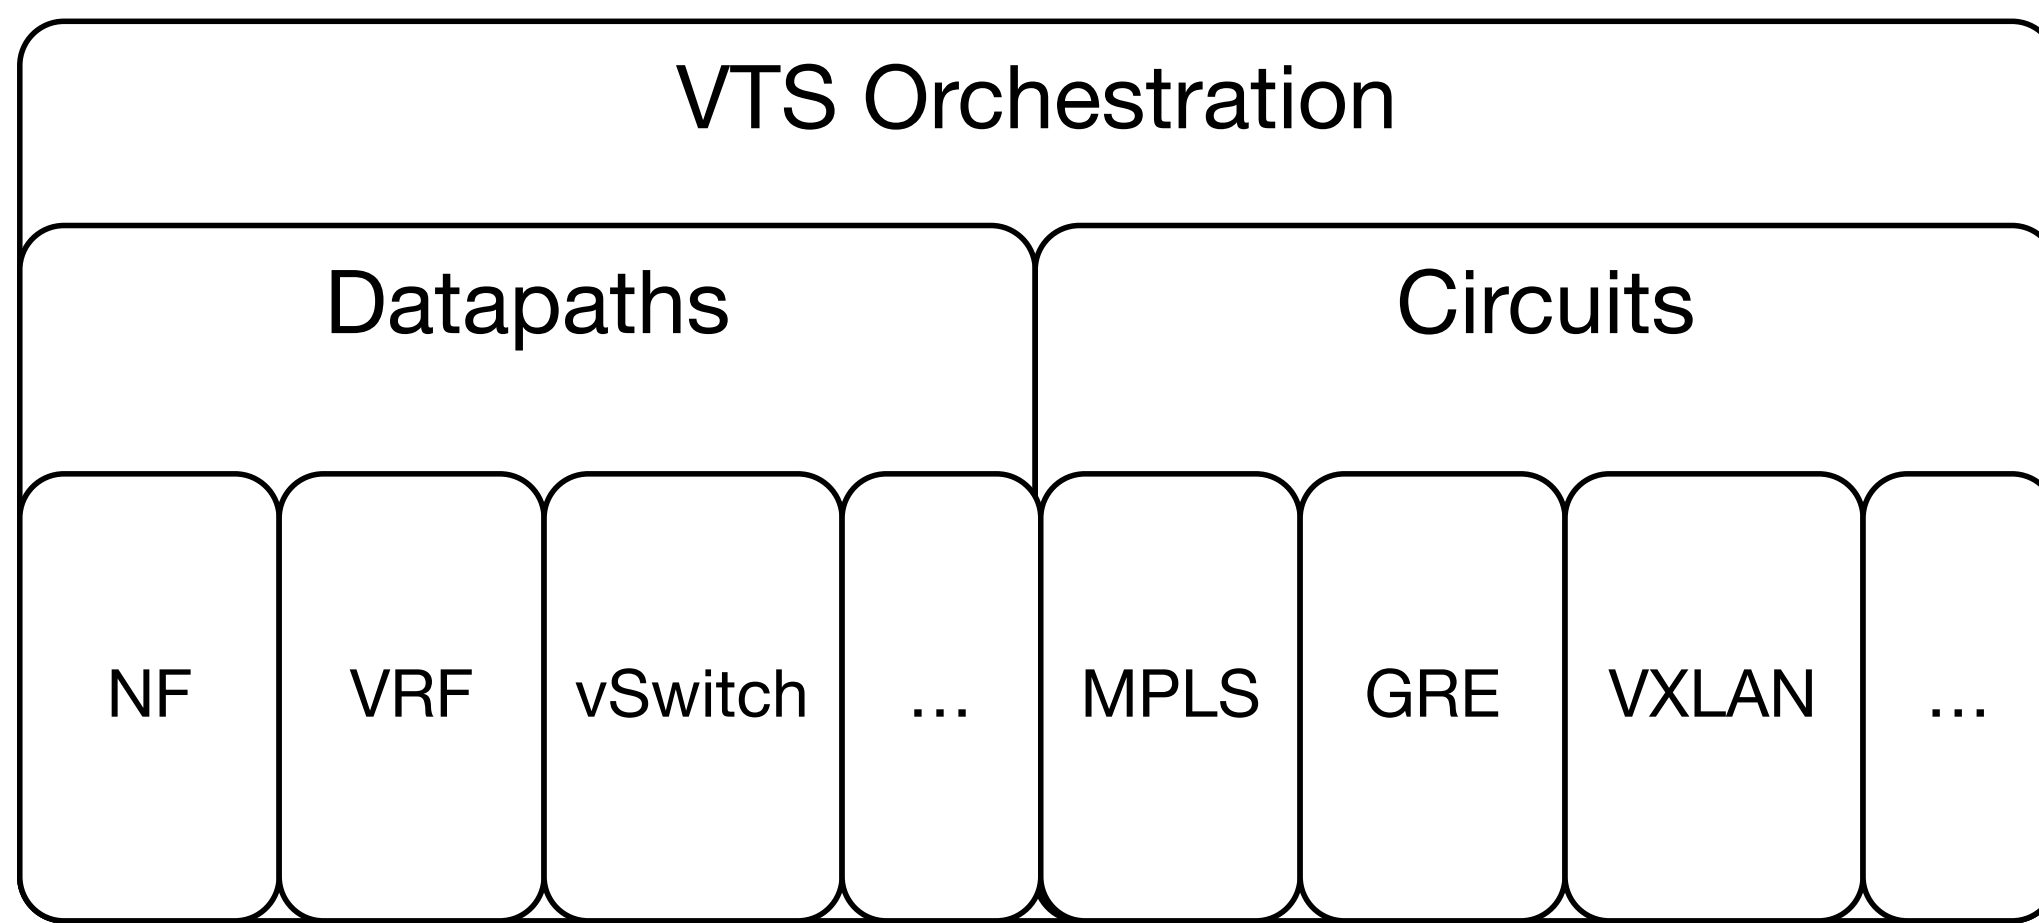 VTS Orchestration
Datapaths
Circuits
NF
VRF
vSwitch
...
MPLS
GRE
VXLAN
...